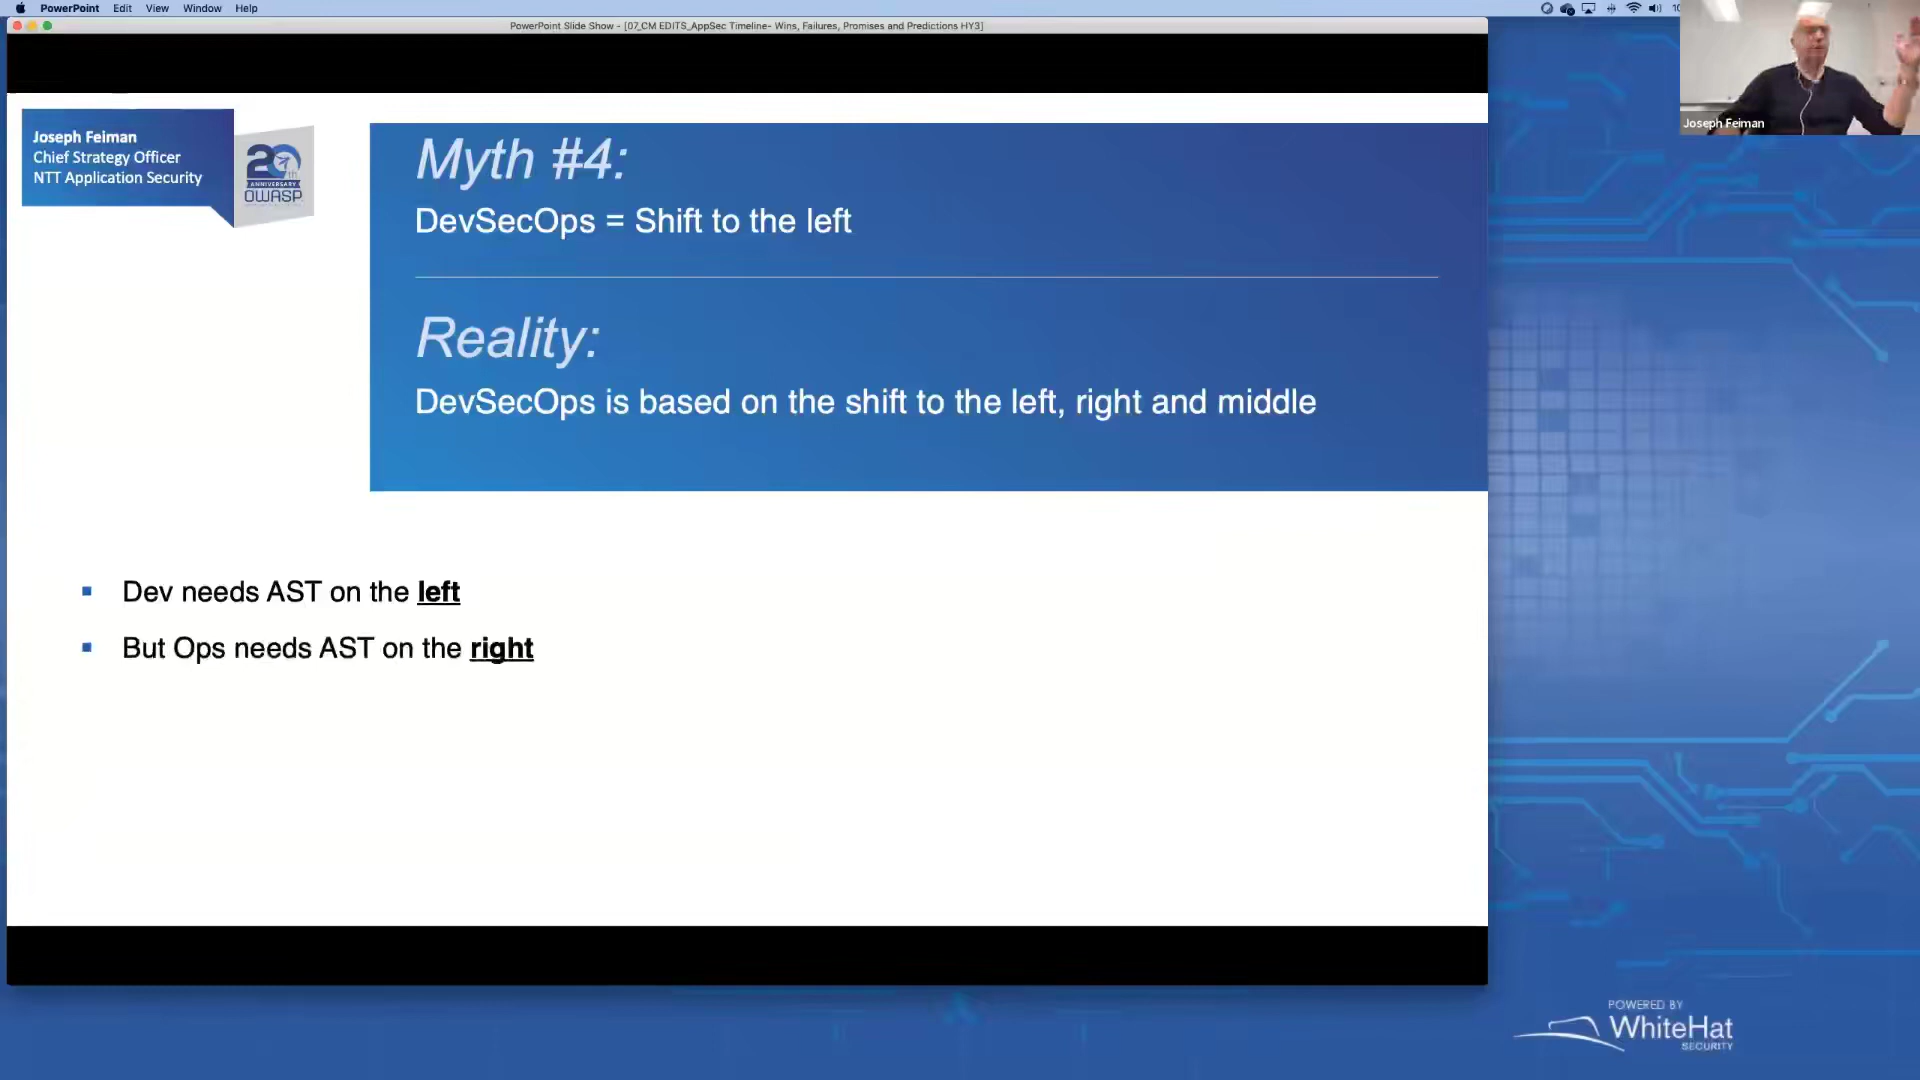 PowerPoint Edit View Window Help
PowerPoint Slide Show - [07_CM EDITS_AppSec Timeline- Wins, Failures, Promises and Predictions HY3]
Joseph Feiman
Joseph Feiman
Chief Strategy Officer
NTT Application Security
20th
ANNIVERSARY
OWASP
Myth #4:
DevSecOps = Shift to the left
Reality:
DevSecOps is based on the shift to the left, right and middle
▪ Dev needs AST on the left
▪ But Ops needs AST on the right
POWERED BY
WhiteHat
SECURITY